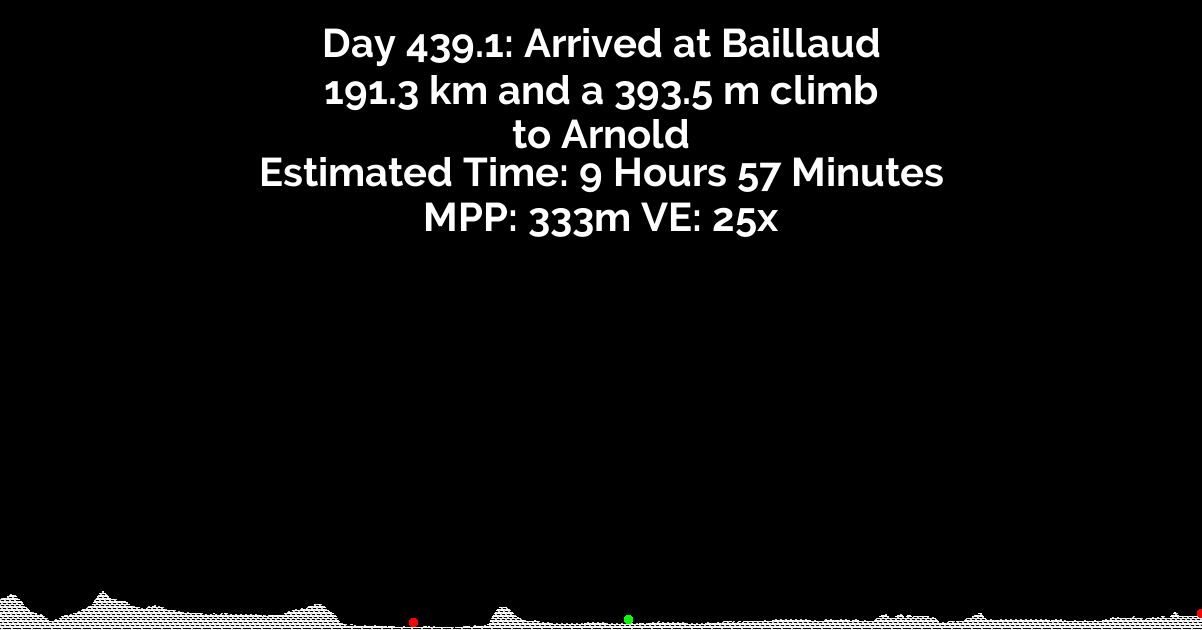 Day 439.1: Arrived at Baillaud
191.3 km and a 393.5 m climb
to Arnold
Estimated Time: 9 Hours 57 Minutes
MPP: 333m VE: 25x